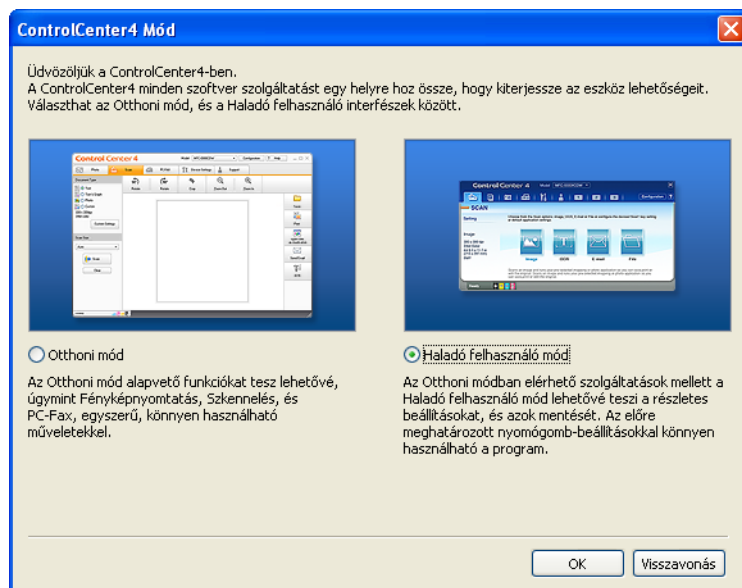 ControlCenter4 Mód
Üdvözöljük a ControlCenter4-ben.
A ControlCenter4 minden szoftver szolgáltatást egy helyre hoz össze, hogy kiterjessze az eszköz lehetőségeit.
Választhat az Otthoni mód, és a Haladó felhasználó interfészek között.
Control Center 4
Control Center 4
SCAN
Image
OCR
E-mail
File
Otthoni mód
Az Otthoni mód alapvető funkciókat tesz lehetővé,
úgymint Fényképnyomtatás, Szkennelés, és
PC-Fax, egyszerű, könnyen használható
műveletekkel.
Haladó felhasználó mód
Az Otthoni módban elérhető szolgáltatások mellett a
Haladó felhasználó mód lehetővé teszi a részletes
beállításokat, és azok mentését. Az előre
meghatározott nyomógomb-beállításokkal könnyen
használható a program.
OK
Visszavonás